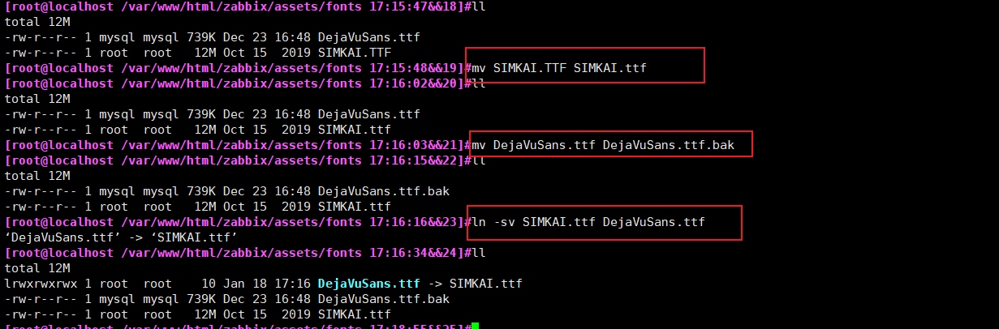 [root@localhost /var/www/html/zabbix/assets/fonts 17:15:47&&18]#ll
total 12M
-rw-r--r-- 1 mysql mysql 739K Dec 23 16:48 DejaVuSans.ttf
-rw-r--r-- 1 root  root   12M Oct 15  2019 SIMKAI.TTF
[root@localhost /var/www/html/zabbix/assets/fonts 17:15:48&&19]#mv SIMKAI.TTF SIMKAI.ttf
[root@localhost /var/www/html/zabbix/assets/fonts 17:16:02&&20]#ll
total 12M
-rw-r--r-- 1 mysql mysql 739K Dec 23 16:48 DejaVuSans.ttf
-rw-r--r-- 1 root  root   12M Oct 15  2019 SIMKAI.ttf
[root@localhost /var/www/html/zabbix/assets/fonts 17:16:03&&21]#mv DejaVuSans.ttf DejaVuSans.ttf.bak
[root@localhost /var/www/html/zabbix/assets/fonts 17:16:15&&22]#ll
total 12M
-rw-r--r-- 1 mysql mysql 739K Dec 23 16:48 DejaVuSans.ttf.bak
-rw-r--r-- 1 root  root   12M Oct 15  2019 SIMKAI.ttf
[root@localhost /var/www/html/zabbix/assets/fonts 17:16:16&&23]#ln -sv SIMKAI.ttf DejaVuSans.ttf
‘DejaVuSans.ttf’ -> ‘SIMKAI.ttf’
[root@localhost /var/www/html/zabbix/assets/fonts 17:16:34&&24]#ll
total 12M
lrwxrwxrwx 1 root  root    10 Jan 18 17:16 DejaVuSans.ttf -> SIMKAI.ttf
-rw-r--r-- 1 mysql mysql 739K Dec 23 16:48 DejaVuSans.ttf.bak
-rw-r--r-- 1 root  root   12M Oct 15  2019 SIMKAI.ttf
[root@localhost /var/www/html/zabbix/assets/fonts 17:18:55&&25]#